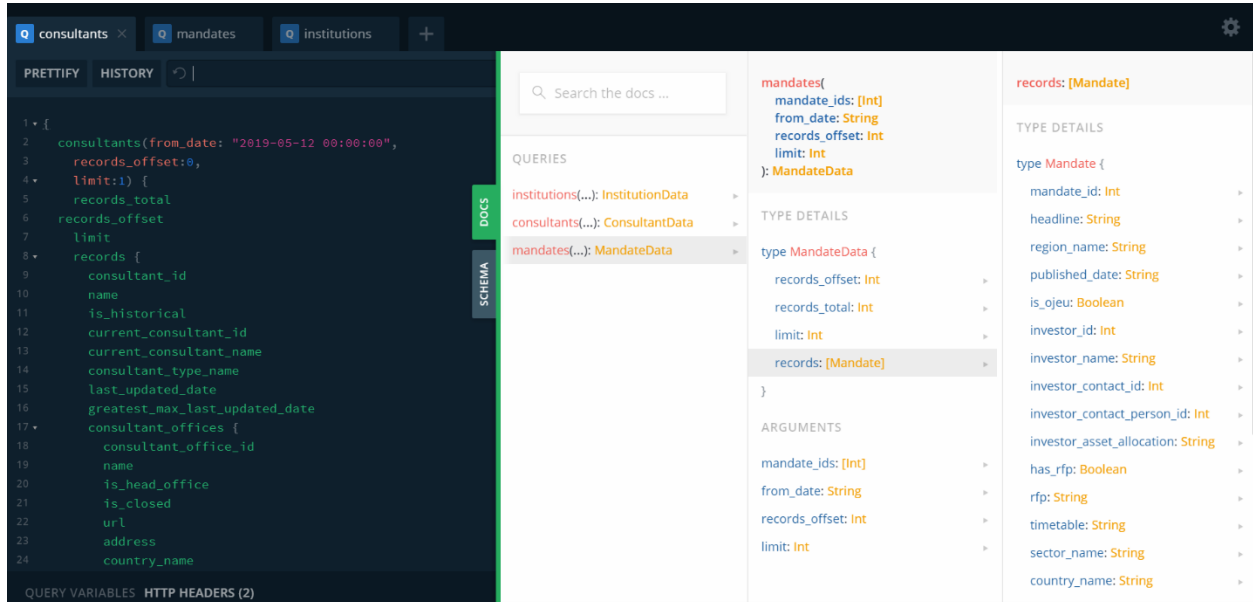 Q consultants ×
Q mandates
Q institutions
+
PRETTIFY HISTORY
1 {
2 consultants(from_date: "2019-05-12 00:00:00",
3 records_offset:0,
4 limit:1) {
5 records_total
6 records_offset
7 limit
8 records {
9 consultant_id
10 name
11 is_historical
12 current_consultant_id
13 current_consultant_name
14 consultant_type_name
15 last_updated_date
16 greatest_max_last_updated_date
17 consultant_offices {
18 consultant_office_id
19 name
20 is_head_office
21 is_closed
22 url
23 address
24 country_name
QUERY VARIABLES HTTP HEADERS (2)
DOCS
SCHEMA
Search the docs ...
QUERIES
institutions(...): InstitutionData
consultants(...): ConsultantData
mandates(...): MandateData
mandates(
mandate_ids: [Int]
from_date: String
records_offset: Int
limit: Int
): MandateData
TYPE DETAILS
type MandateData {
records_offset: Int
records_total: Int
limit: Int
records: [Mandate]
}
ARGUMENTS
mandate_ids: [Int]
from_date: String
records_offset: Int
limit: Int
records: [Mandate]
TYPE DETAILS
type Mandate {
mandate_id: Int
headline: String
region_name: String
published_date: String
is_ojeu: Boolean
investor_id: Int
investor_name: String
investor_contact_id: Int
investor_contact_person_id: Int
investor_asset_allocation: String
has_rfp: Boolean
rfp: String
timetable: String
sector_name: String
country_name: String